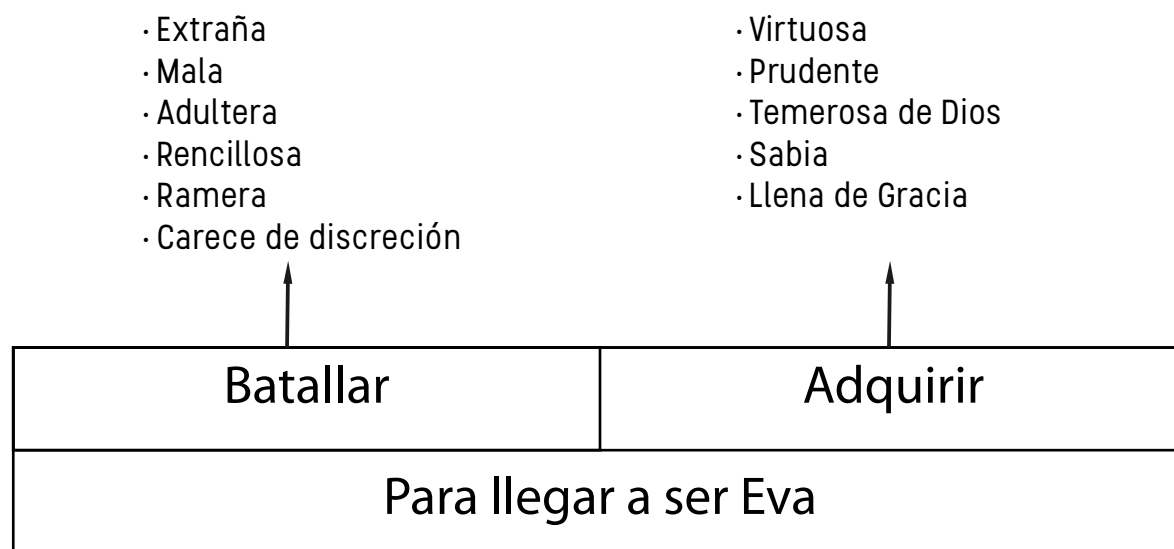 · Extraña
· Mala
· Adultera
· Rencillosa
· Ramera
· Carece de discreción
· Virtuosa
· Prudente
· Temerosa de Dios
· Sabia
· Llena de Gracia
Batallar
Adquirir
Para llegar a ser Eva